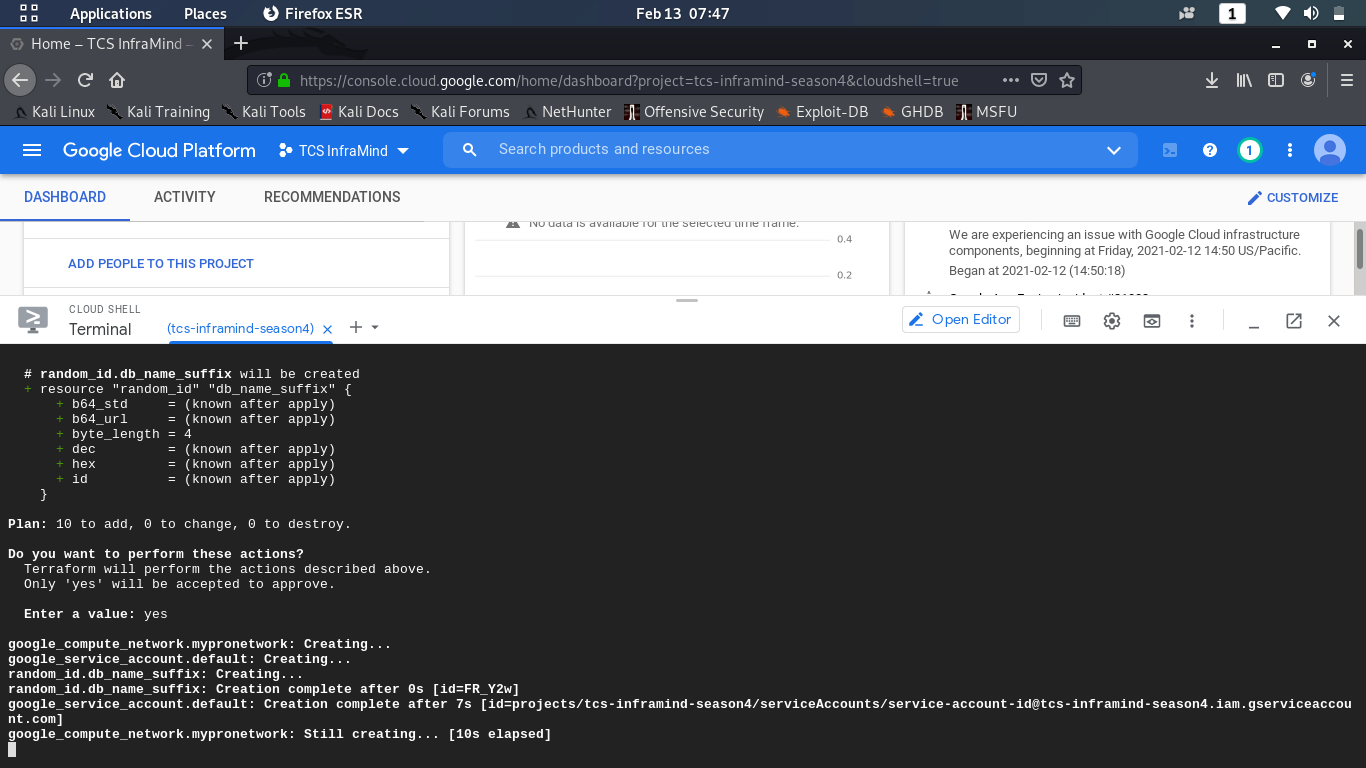 Applications Places Firefox ESR Feb 13 07:47 1
Home – TCS InfraMind –
https://console.cloud.google.com/home/dashboard?project=tcs-inframind-season4&cloudshell=true
Kali Linux Kali Training Kali Tools Kali Docs Kali Forums NetHunter Offensive Security Exploit-DB GHDB MSFU
Google Cloud Platform TCS InfraMind Search products and resources 1
DASHBOARD ACTIVITY RECOMMENDATIONS CUSTOMIZE
No data is available for the selected time frame.
0.4
0.2
ADD PEOPLE TO THIS PROJECT
We are experiencing an issue with Google Cloud infrastructure
components, beginning at Friday, 2021-02-12 14:50 US/Pacific.
Began at 2021-02-12 (14:50:18)
CLOUD SHELL
Terminal (tcs-inframind-season4) Open Editor
# random_id.db_name_suffix will be created
+ resource "random_id" "db_name_suffix" {
+ b64_std = (known after apply)
+ b64_url = (known after apply)
+ byte_length = 4
+ dec = (known after apply)
+ hex = (known after apply)
+ id = (known after apply)
}
Plan: 10 to add, 0 to change, 0 to destroy.
Do you want to perform these actions?
Terraform will perform the actions described above.
Only 'yes' will be accepted to approve.
Enter a value: yes
google_compute_network.mypronetwork: Creating...
google_service_account.default: Creating...
random_id.db_name_suffix: Creating...
random_id.db_name_suffix: Creation complete after 0s [id=FR_Y2w]
google_service_account.default: Creation complete after 7s [id=projects/tcs-inframind-season4/serviceAccounts/service-account-id@tcs-inframind-season4.iam.gserviceaccou
nt.com]
google_compute_network.mypronetwork: Still creating... [10s elapsed]